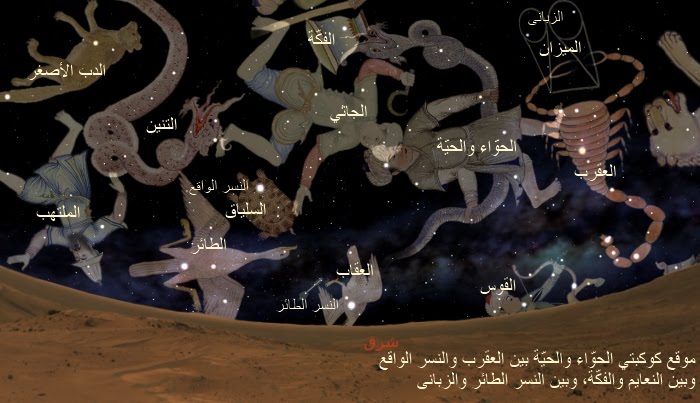 الزبانى
الميزان
الفكّة
الدب الأصغر
التنين
الجاثي
الحوّاء والحيّة
العقرب
النسر الواقع
السلياق
الملتهب
الطائر
العقاب
النسر الطائر
القوس
شرق
موقع كوكبتي الحوّاء والحيّة بين العقرب والنسر الواقع
وبين النعايم والفكّة، وبين النسر الطائر والزبانى